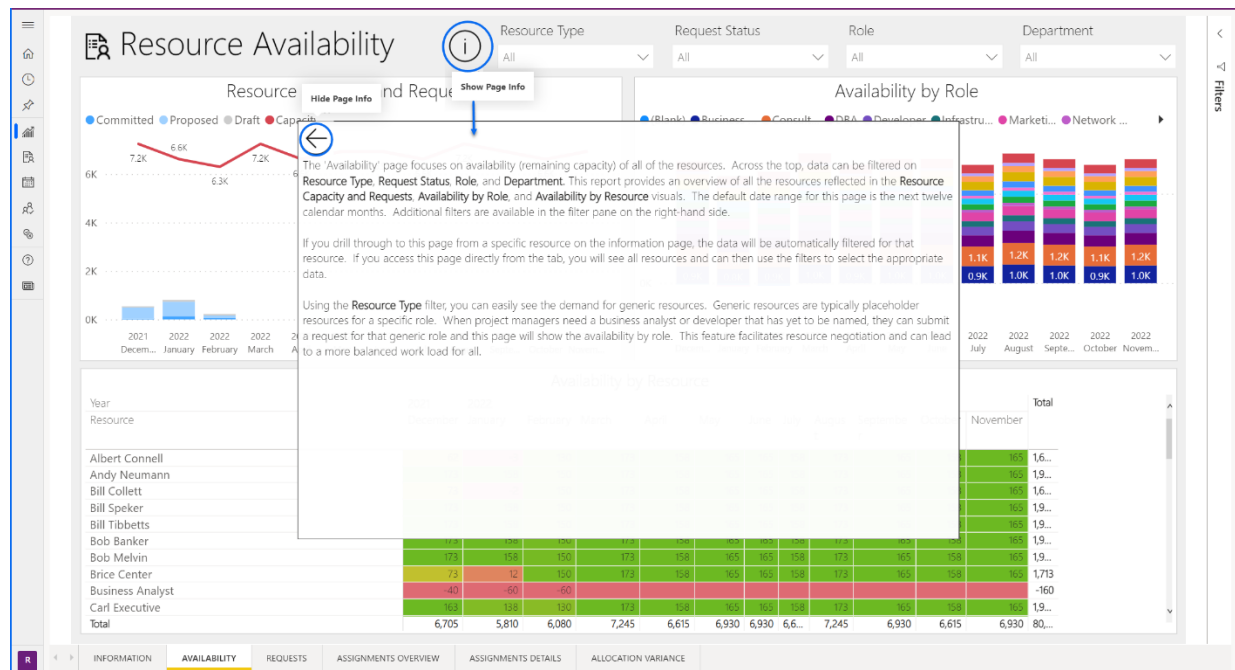 Resource Availability
Resource Type
Request Status
Role
Department
All
All
All
All
Show Page Info
Hide Page Info
Filters
Resource
and Reque
Committed Proposed Draft Capaciti
7.2K
6.6K
6.3K
7.2K
6K
4K
2K
0K
2021 2022 2022 2022
Decem... January February March
Availability by Role
(Blank) Business Consult DBA Developer Infrastru... Marketi... Network ...
1.1K 1.2K 1.2K 1.1K 1.2K
0.9K 1.0K 1.0K 0.9K 1.0K
2022 2022 2022 2022 2022
July August Septe... October Novem...
The 'Availability' page focuses on availability (remaining capacity) of all of the resources. Across the top, data can be filtered on
Resource Type, Request Status, Role, and Department. This report provides an overview of all the resources reflected in the Resource
Capacity and Requests, Availability by Role, and Availability by Resource visuals. The default date range for this page is the next twelve
calendar months. Additional filters are available in the filter pane on the right-hand side.
If you drill through to this page from a specific resource on the information page, the data will be automatically filtered for that
resource. If you access this page directly from the tab, you will see all resources and can then use the filters to select the appropriate
data.
Using the Resource Type filter, you can easily see the demand for generic resources. Generic resources are typically placeholder
resources for a specific role. When project managers need a business analyst or developer that has yet to be named, they can submit
a request for that generic role and this page will show the availability by role. This feature facilitates resource negotiation and can lead
to a more balanced work load for all.
Availability by Resource
Year Total
Resource November
Albert Connell 165 1,6...
Andy Neumann 165 1,9...
Bill Collett 165 1,6...
Bill Speker 165 1,9...
Bill Tibbetts 165 1,9...
Bob Banker 173 158 150 173 158 165 165 158 173 165 158 165 1,9...
Bob Melvin 173 158 150 173 158 165 165 158 173 165 158 165 1,9...
Brice Center 73 12 150 173 158 165 165 158 173 165 158 165 1,713
Business Analyst -40 -60 -60 -160
Carl Executive 163 138 130 173 158 165 165 158 173 165 158 165 1,9...
Total 6,705 5,810 6,080 7,245 6,615 6,930 6,930 6,6... 7,245 6,930 6,615 6,930 80,...
R
INFORMATION AVAILABILITY REQUESTS ASSIGNMENTS OVERVIEW ASSIGNMENTS DETAILS ALLOCATION VARIANCE